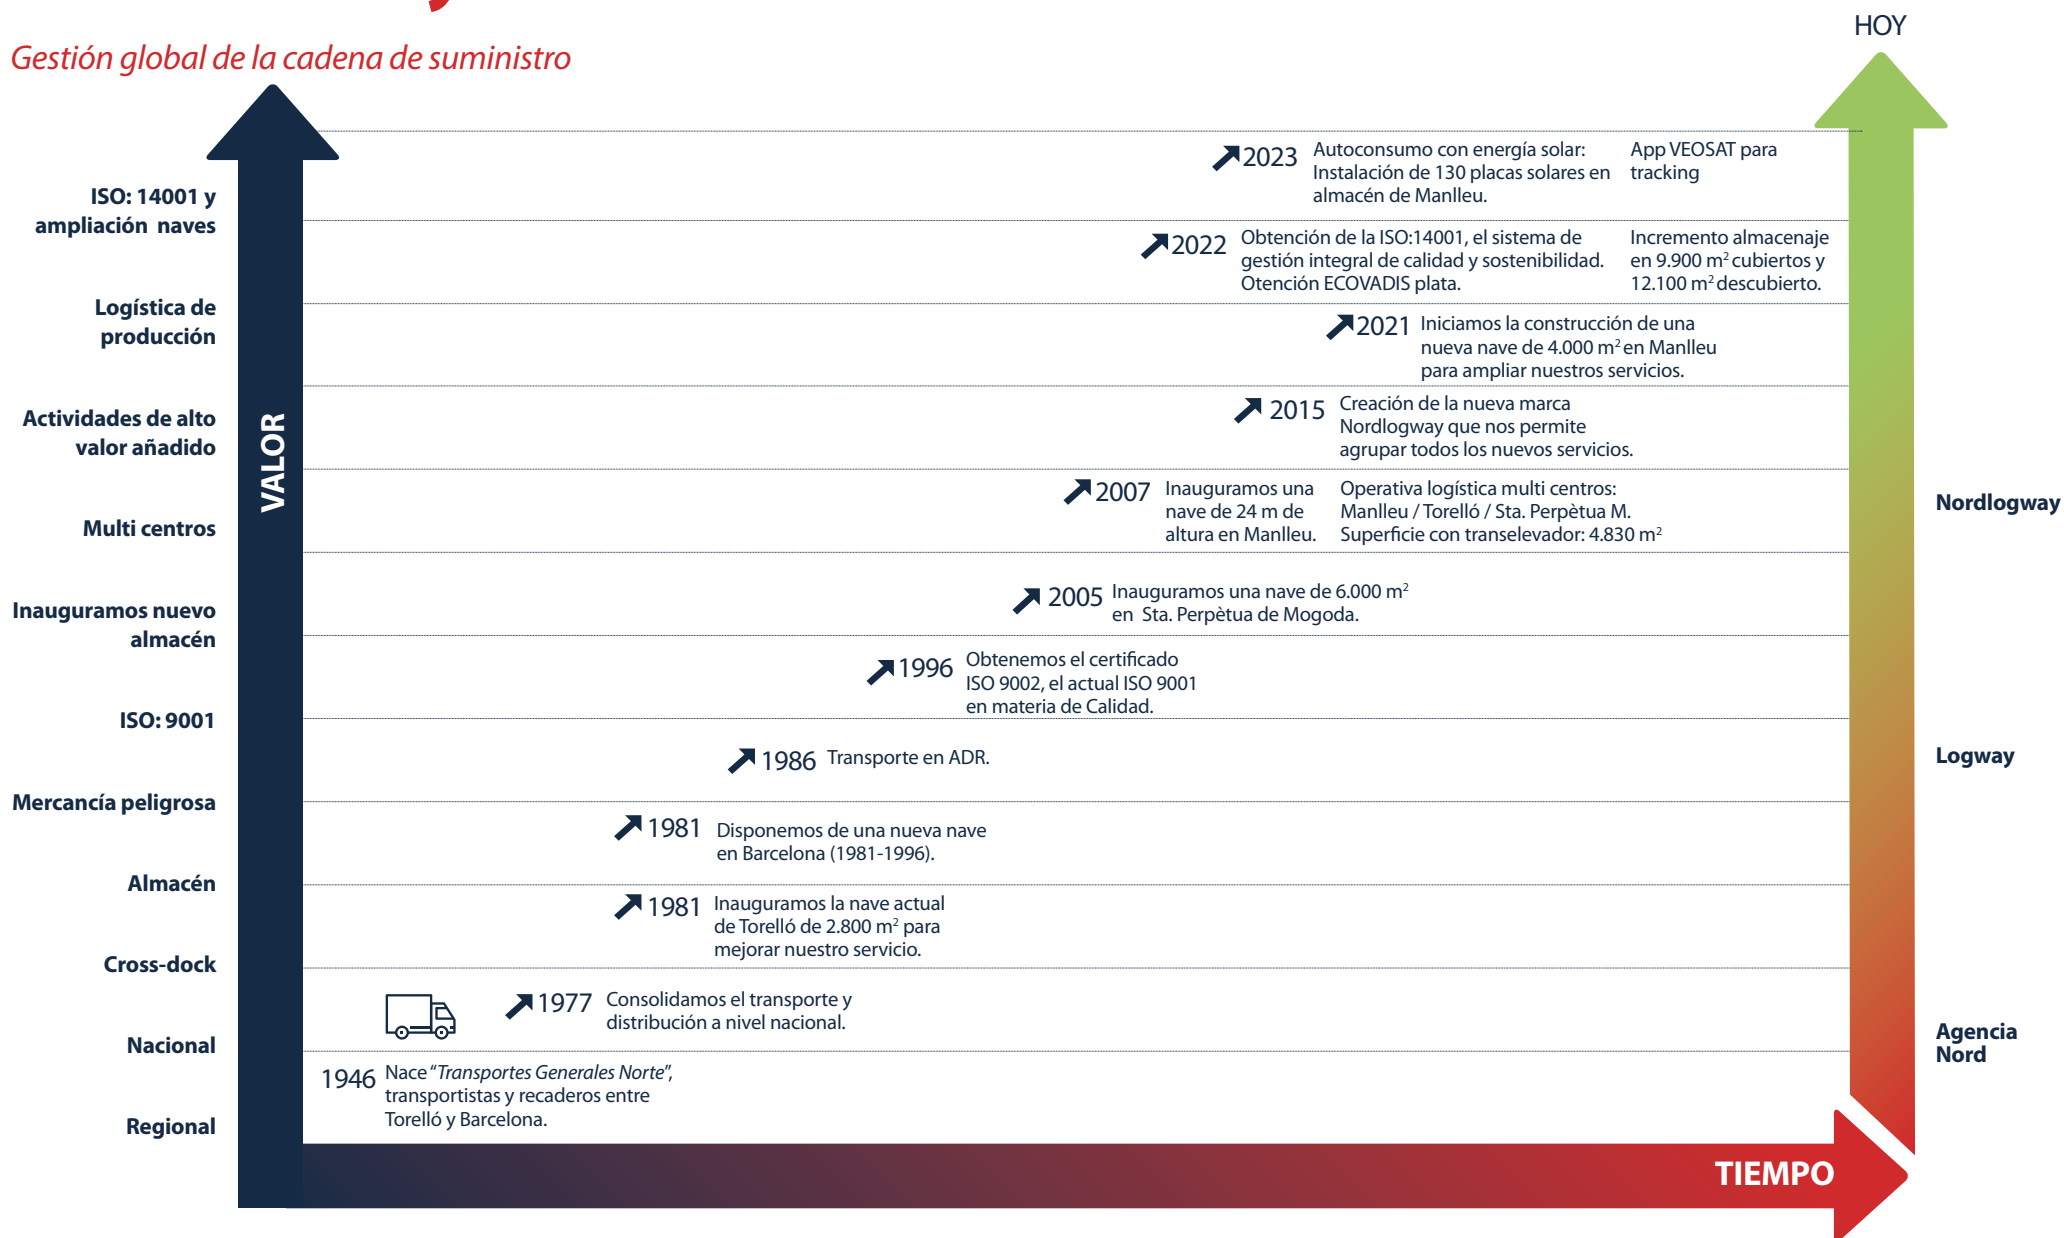 HOY
Gestión global de la cadena de suministro
2023
Autoconsumo con energía solar:
Instalación de 130 placas solares en
almacén de Manlleu.
App VEOSAT para
tracking
ISO: 14001 y
ampliación naves
2022
Obtención de la ISO:14001, el sistema de
gestión integral de calidad y sostenibilidad.
Otención ECOVADIS plata.
Incremento almacenaje
en 9.900 m² cubiertos y
12.100 m² descubierto.
Logística de
producción
2021
Iniciamos la construcción de una
nueva nave de 4.000 m² en Manlleu
para ampliar nuestros servicios.
Actividades de alto
valor añadido
VALOR
2015
Creación de la nueva marca
Nordlogway que nos permite
agrupar todos los nuevos servicios.
Multi centros
2007
Inauguramos una
nave de 24 m de
altura en Manlleu.
Operativa logística multi centros:
Manlleu / Torelló / Sta. Perpètua M.
Superficie con transelevador: 4.830 m²
Nordlogway
Inauguramos nuevo
almacén
2005
Inauguramos una nave de 6.000 m²
en Sta. Perpètua de Mogoda.
1996
Obtenemos el certificado
ISO 9002, el actual ISO 9001
en materia de Calidad.
ISO: 9001
1986
Transporte en ADR.
Logway
Mercancía peligrosa
1981
Disponemos de una nueva nave
en Barcelona (1981-1996).
Almacén
1981
Inauguramos la nave actual
de Torelló de 2.800 m² para
mejorar nuestro servicio.
Cross-dock
1977
Consolidamos el transporte y
distribución a nivel nacional.
Nacional
Agencia
Nord
1946
Nace “Transportes Generales Norte”,
transportistas y recaderos entre
Torelló y Barcelona.
Regional
TIEMPO